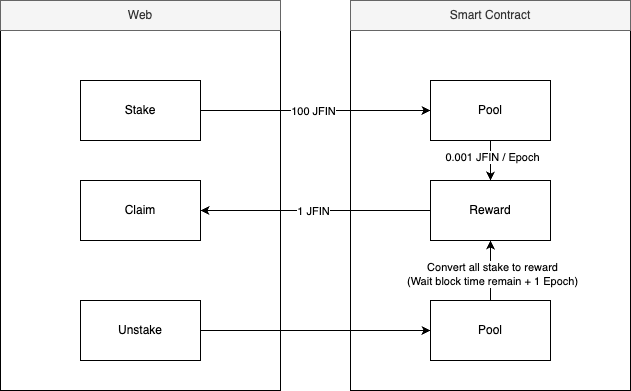 Web
Smart Contract
Stake
100 JFIN
Pool
0.001 JFIN / Epoch
Claim
1 JFIN
Reward
Convert all stake to reward
(Wait block time remain + 1 Epoch)
Unstake
Pool